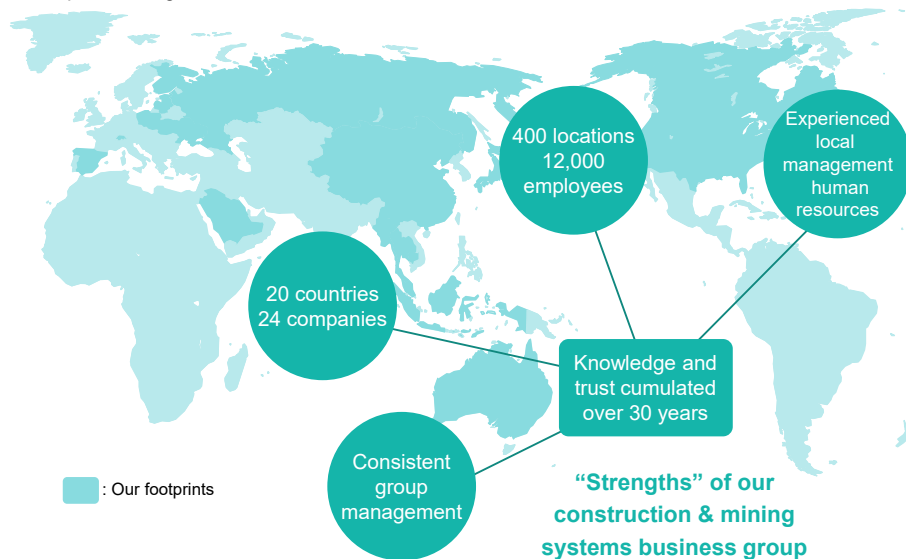 400 locations
12,000
employees
Experienced
local
management
human
resources
20 countries
24 companies
Knowledge and
trust cumulated
over 30 years
Consistent
group
management
: Our footprints
“Strengths” of our
construction & mining
systems business group